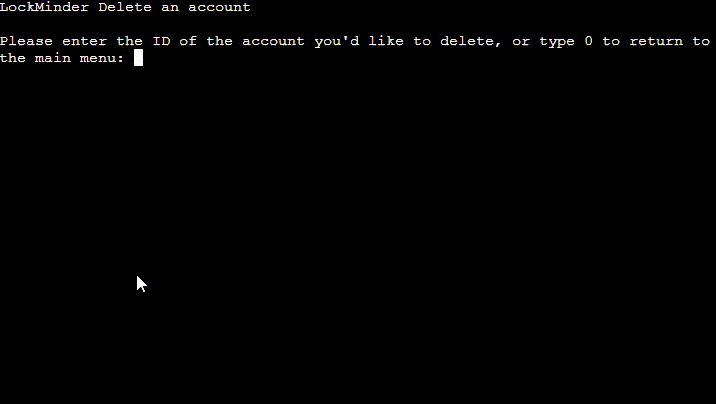 LockMinder Delete an account
Please enter the ID of the account you'd like to delete, or type 0 to return to
the main menu: